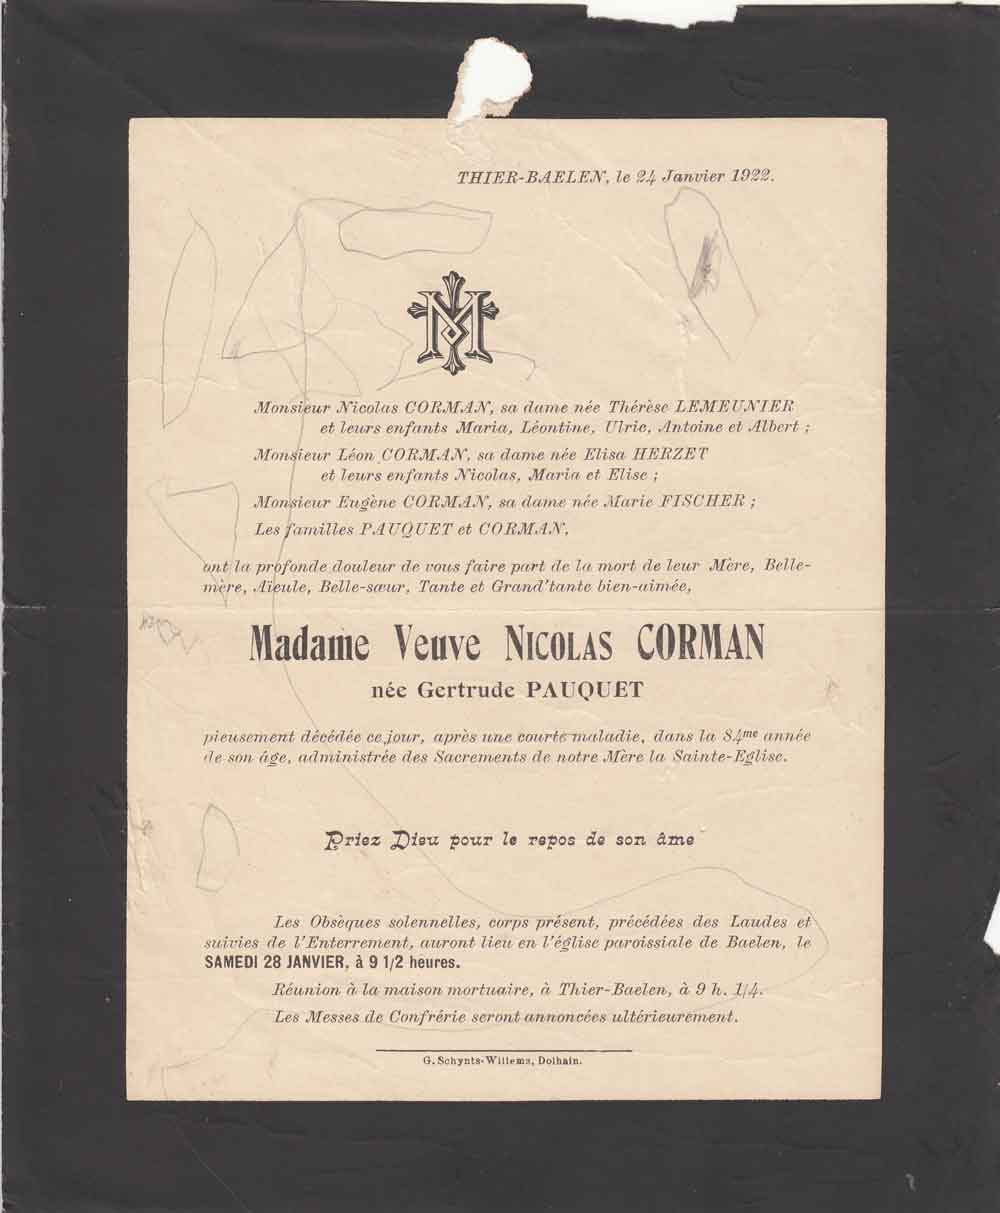 THIER-BAELEN, le 24 Janvier 1922.
M
Monsieur Nicolas CORMAN, sa dame née Thérèse LEMEUNIER
et leurs enfants Maria, Léontine, Ulric, Antoine et Albert ;
Monsieur Léon CORMAN, sa dame née Elisa HERZET
et leurs enfants Nicolas, Maria et Elise ;
Monsieur Eugène CORMAN, sa dame née Marie FISCHER ;
Les familles PAUQUET et CORMAN,
ont la profonde douleur de vous faire part de la mort de leur Mère, Belle-
mère, Aïeule, Belle-sœur, Tante et Grand'tante bien-aimée,
Madame Veuve NICOLAS CORMAN
née Gertrude PAUQUET
pieusement décédée ce jour, après une courte maladie, dans la 84me année
de son âge, administrée des Sacrements de notre Mère la Sainte-Eglise.
Priez Dieu pour le repos de son âme
Les Obsèques solennelles, corps présent, précédées des Laudes et
suivies de l'Enterrement, auront lieu en l'église paroissiale de Baelen, le
SAMEDI 28 JANVIER, à 9 1/2 heures.
Réunion à la maison mortuaire, à Thier-Baelen, à 9 h. 1/4.
Les Messes de Confrérie seront annoncées ultérieurement.
G. Schynts-Willems, Dolhain.